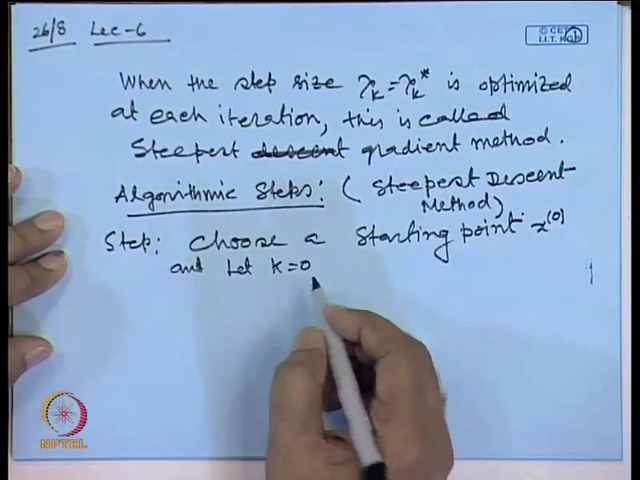 26/8 Lec-6
© CET
I.I.T. KGP
When the step size λk = λk* is optimized
at each iteration, this is called
Steepest descent gradient method.
Algorithmic Steps: ( Steepest Descent
Method)
Step: Choose a starting point x(0)
and Let K=0
NPTEL